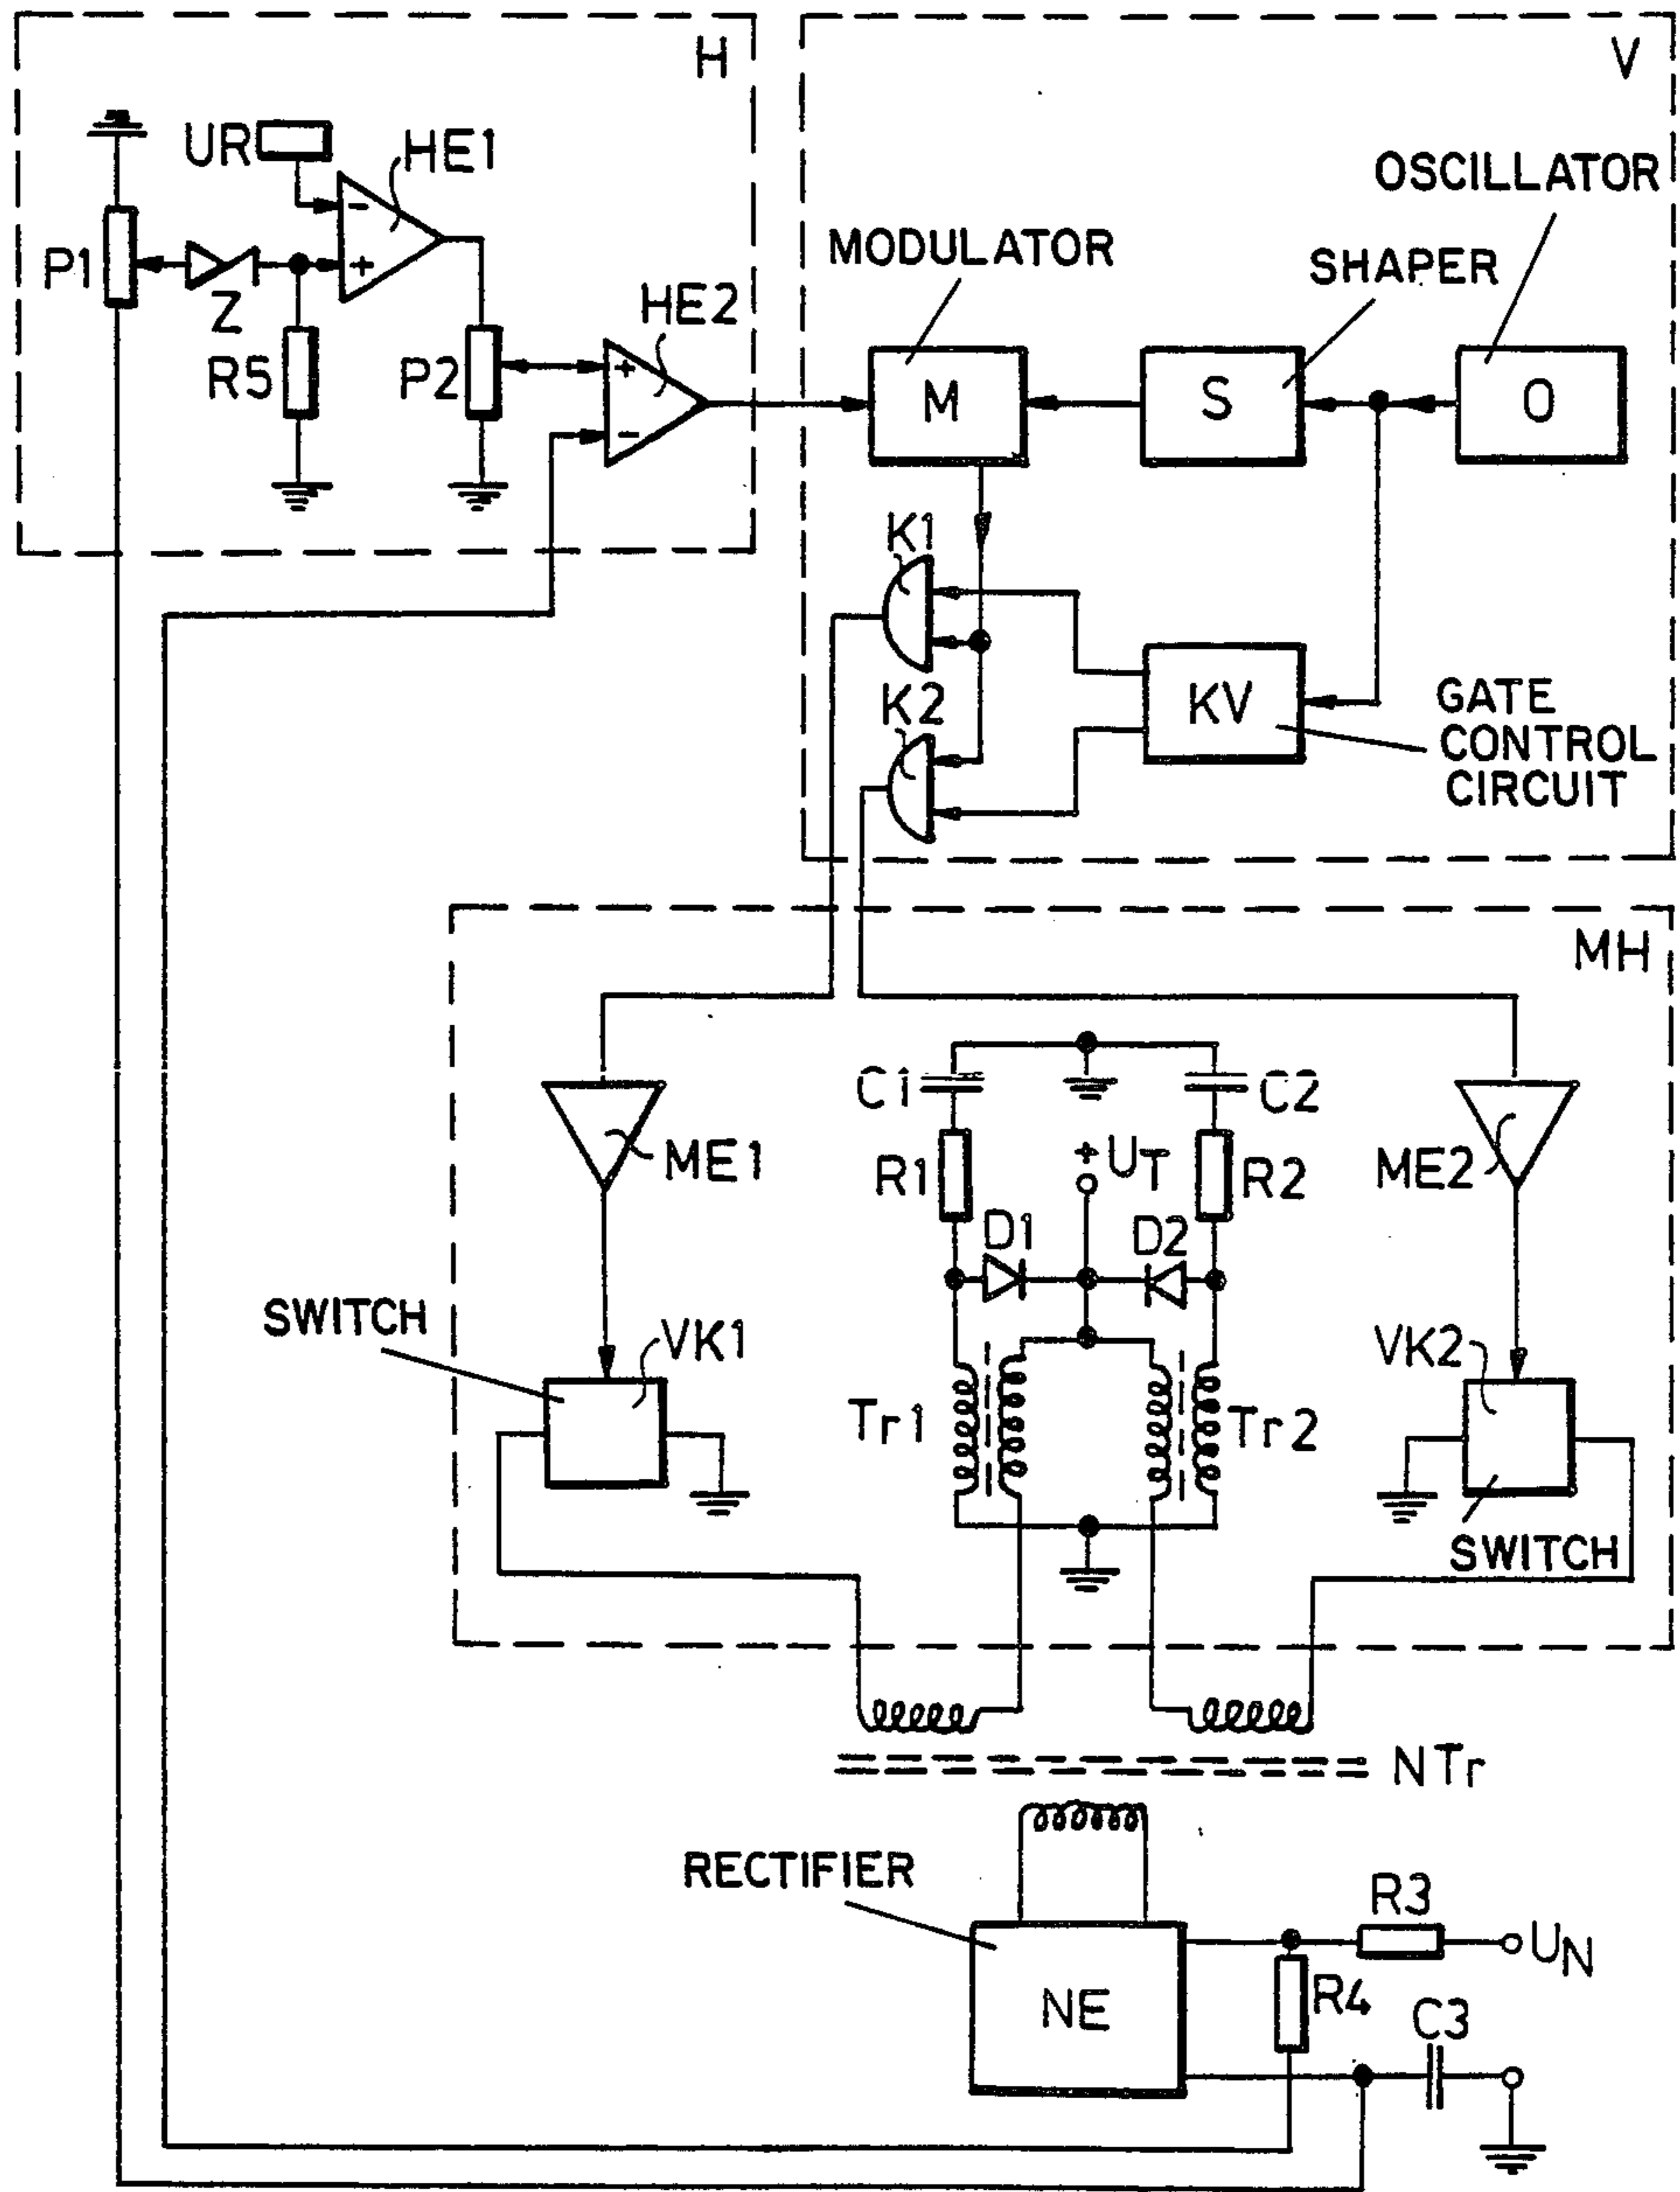 H
V
UR
HE1
P1
Z
R5
P2
HE2
-
+
+
-
OSCILLATOR
MODULATOR
SHAPER
M
S
O
K1
K2
KV
GATE
CONTROL
CIRCUIT
MH
C1
C2
ME1
R1
+UT
R2
ME2
D1
D2
SWITCH
VK1
VK2
Tr1
Tr2
SWITCH
NTr
RECTIFIER
R3
UN
NE
R4
C3